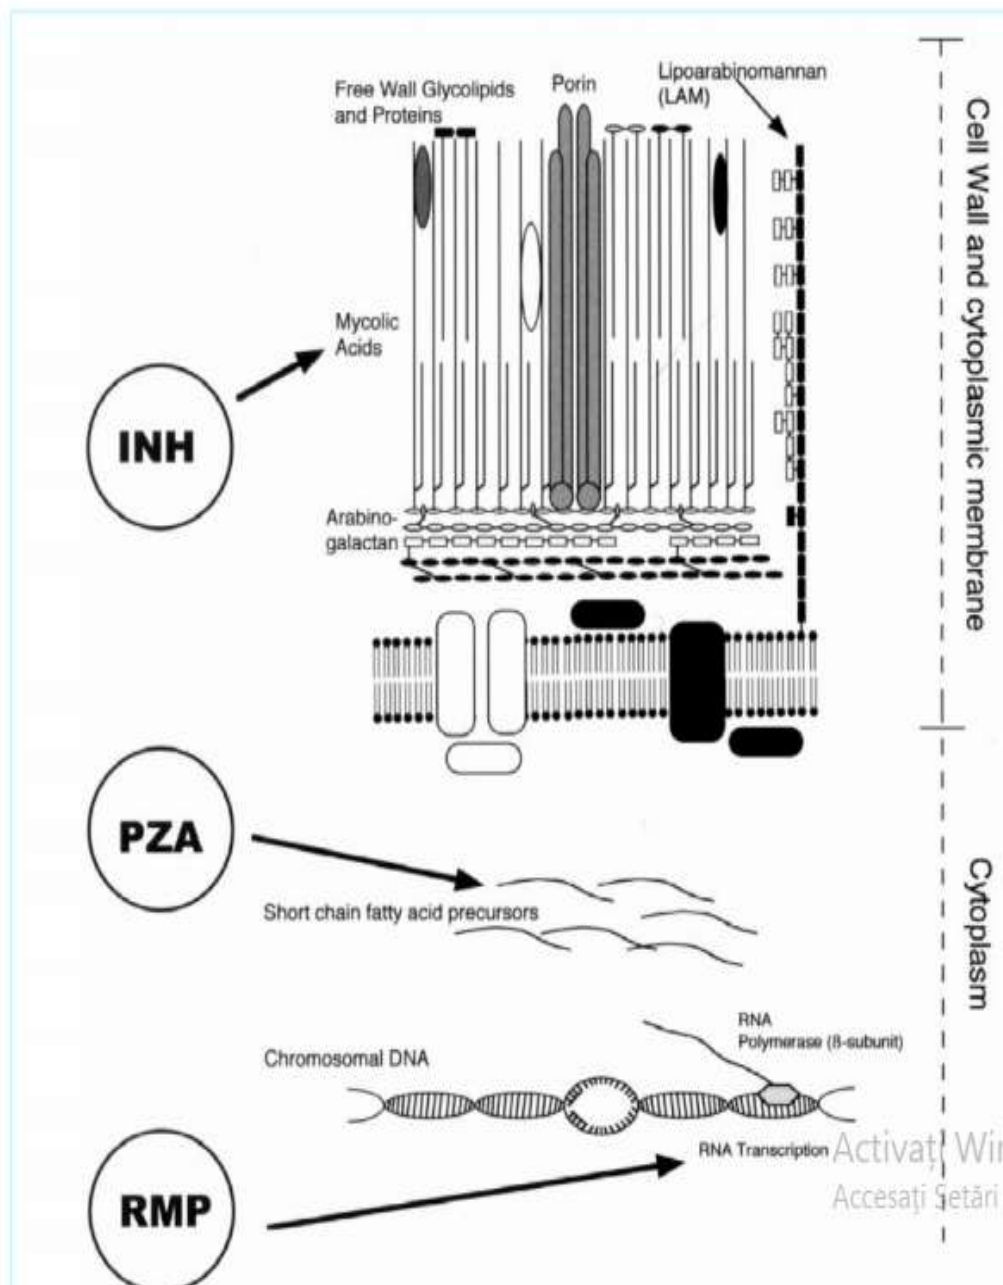 Free Wall Glycolipids
and Proteins
Porin
Lipoarabinomannan
(LAM)
Cell Wall and cytoplasmic membrane
Mycolic
Acids
INH
Arabino-
galactan
PZA
Short chain fatty acid precursors
Cytoplasm
RNA
Polymerase (ß-subunit)
Chromosomal DNA
RNA Transcription
Activați Win
Accesați Setări
RMP